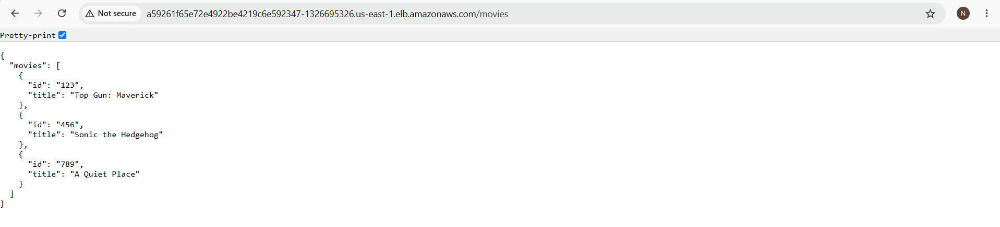 Not secure a59261f65e72e4922be4219c6e592347-1326695326.us-east-1.elb.amazonaws.com/movies N
Pretty-print
{
  "movies": [
    {
      "id": "123",
      "title": "Top Gun: Maverick"
    },
    {
      "id": "456",
      "title": "Sonic the Hedgehog"
    },
    {
      "id": "789",
      "title": "A Quiet Place"
    }
  ]
}